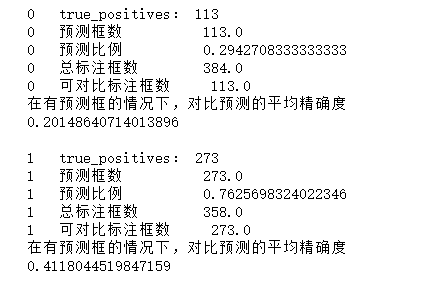 0 true_positives： 113
0 预测框数 113.0
0 预测比例 0.2942708333333333
0 总标注框数 384.0
0 可对比标注框数 113.0
在有预测框的情况下，对比预测的平均精确度
0.20148640714013896
1 true_positives： 273
1 预测框数 273.0
1 预测比例 0.7625698324022346
1 总标注框数 358.0
1 可对比标注框数 273.0
在有预测框的情况下，对比预测的平均精确度
0.4118044519847159